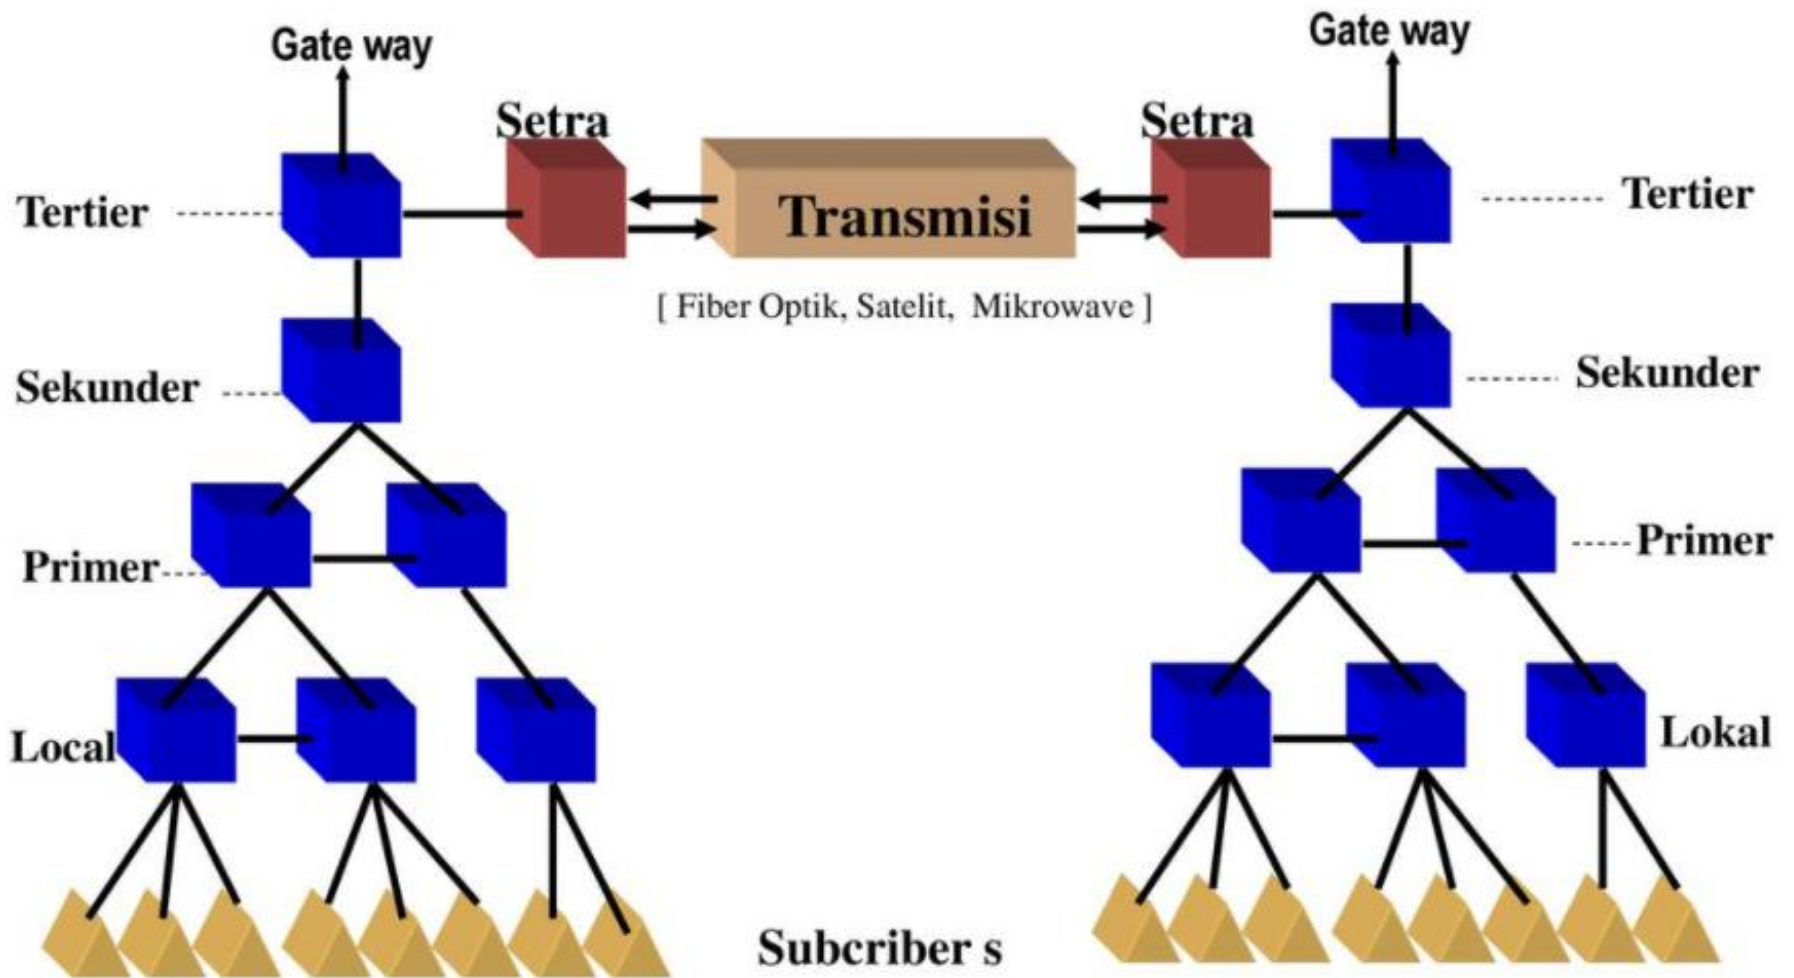 Gate way
Gate way
Setra
Setra
Tertier
Transmisi
Tertier
[ Fiber Optik, Satelit, Mikrowave ]
Sekunder
Sekunder
Primer
Primer
Local
Lokal
Subcriber s